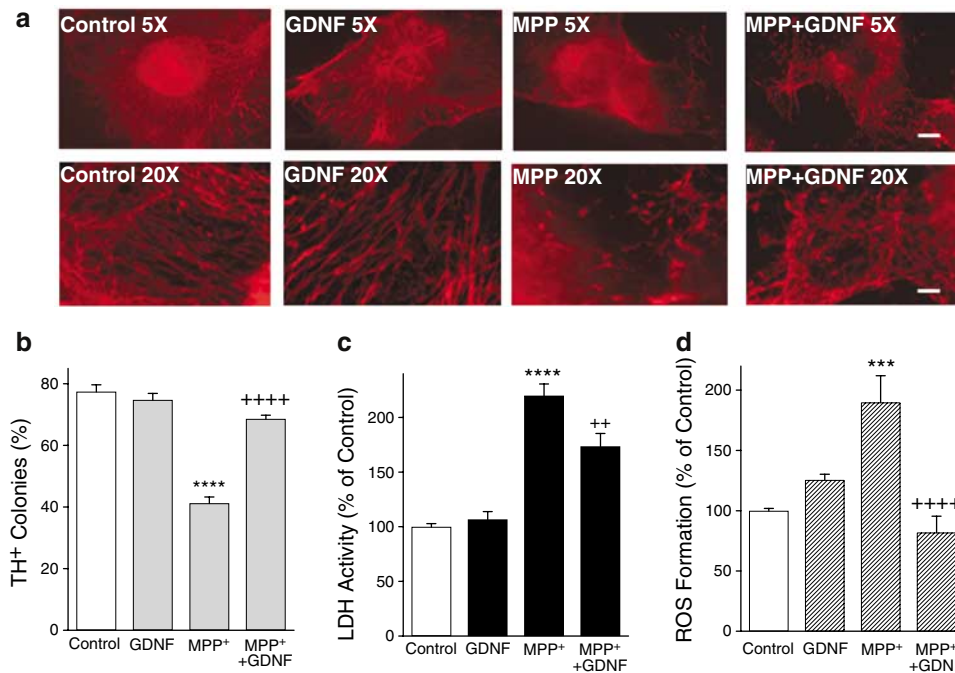 a
Control 5X GDNF 5X MPP 5X MPP+GDNF 5X
Control 20X GDNF 20X MPP 20X MPP+GDNF 20X
b
TH+ Colonies (%)
80
60
40
20
0
****
++++
Control GDNF MPP+ MPP+
+GDNF
c
LDH Activity (% of Control)
200
150
100
50
0
****
++
Control GDNF MPP+ MPP+
+GDNF
d
ROS Formation (% of Control)
200
150
100
50
0
***
++++
Control GDNF MPP+ MPP+
+GDN